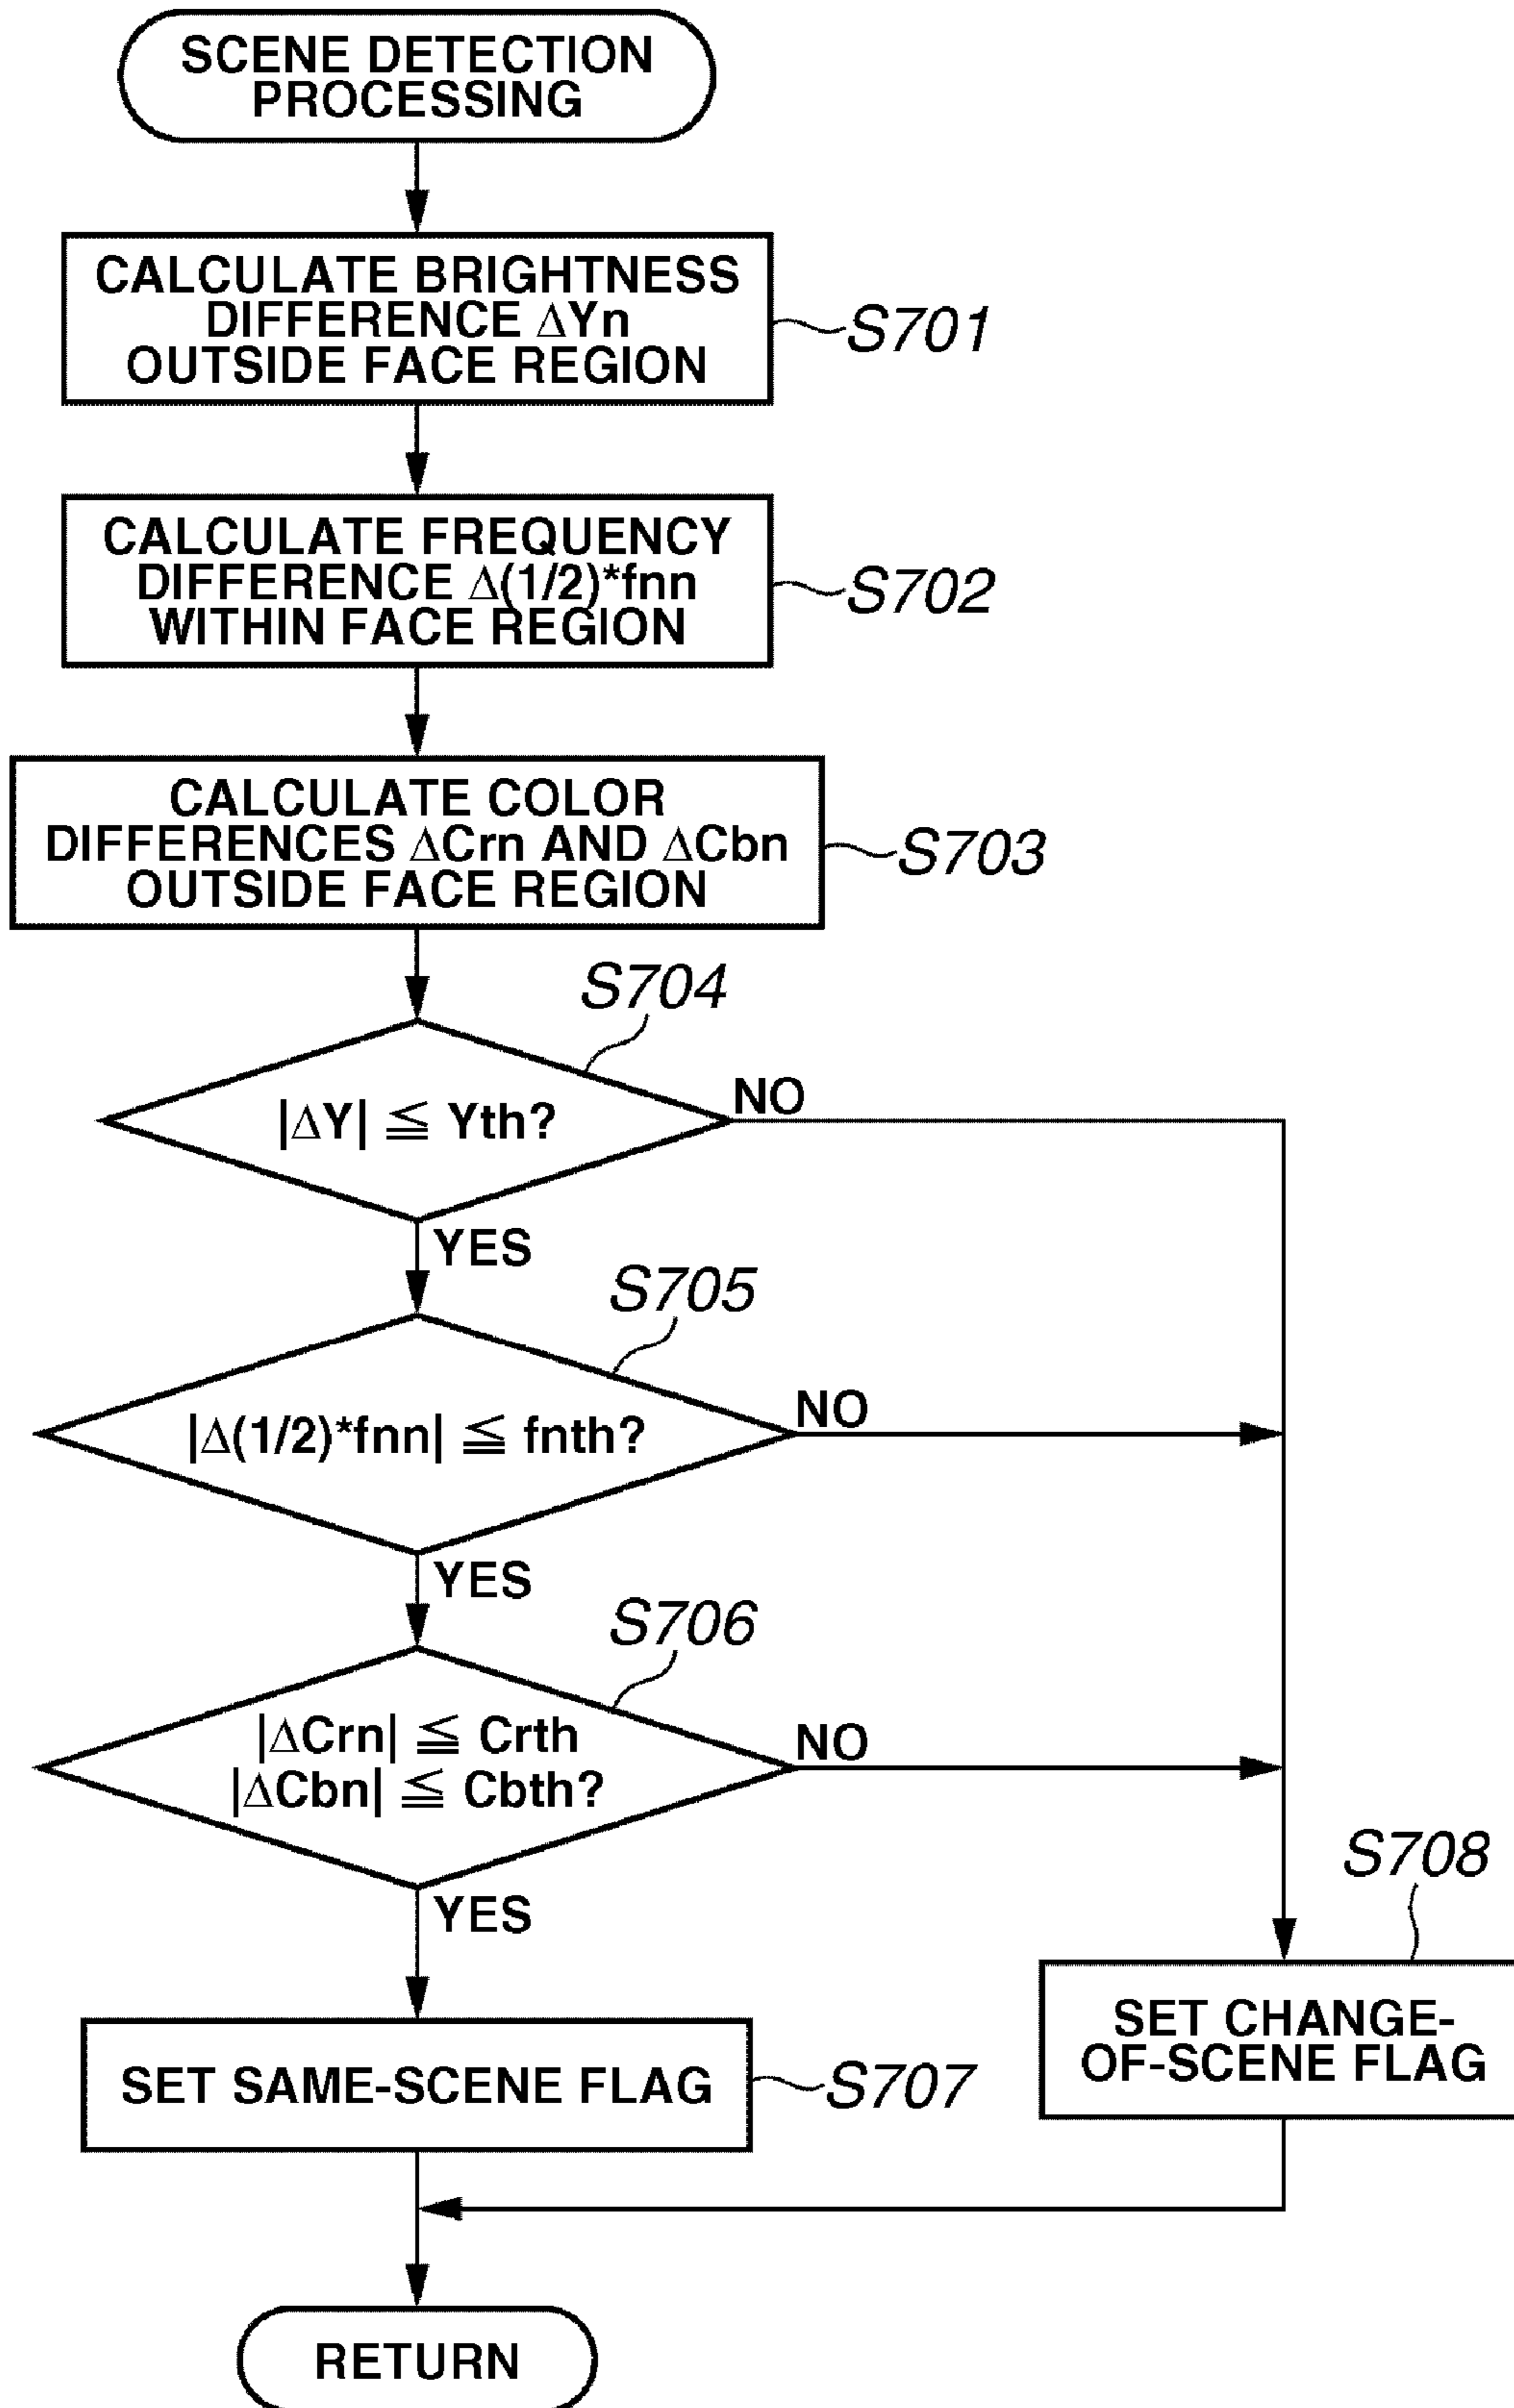 SCENE DETECTION
PROCESSING
CALCULATE BRIGHTNESS
DIFFERENCE ΔYn
OUTSIDE FACE REGION
S701
CALCULATE FREQUENCY
DIFFERENCE Δ(1/2)*fnn
WITHIN FACE REGION
S702
CALCULATE COLOR
DIFFERENCES ΔCrn AND ΔCbn
OUTSIDE FACE REGION
S703
S704
|ΔY| ≦ Yth?
NO
YES
S705
|Δ(1/2)*fnn| ≦ fnth?
NO
YES
S706
|ΔCrn| ≦ Crth
|ΔCbn| ≦ Cbth?
NO
YES
S708
SET CHANGE-
OF-SCENE FLAG
SET SAME-SCENE FLAG
S707
RETURN